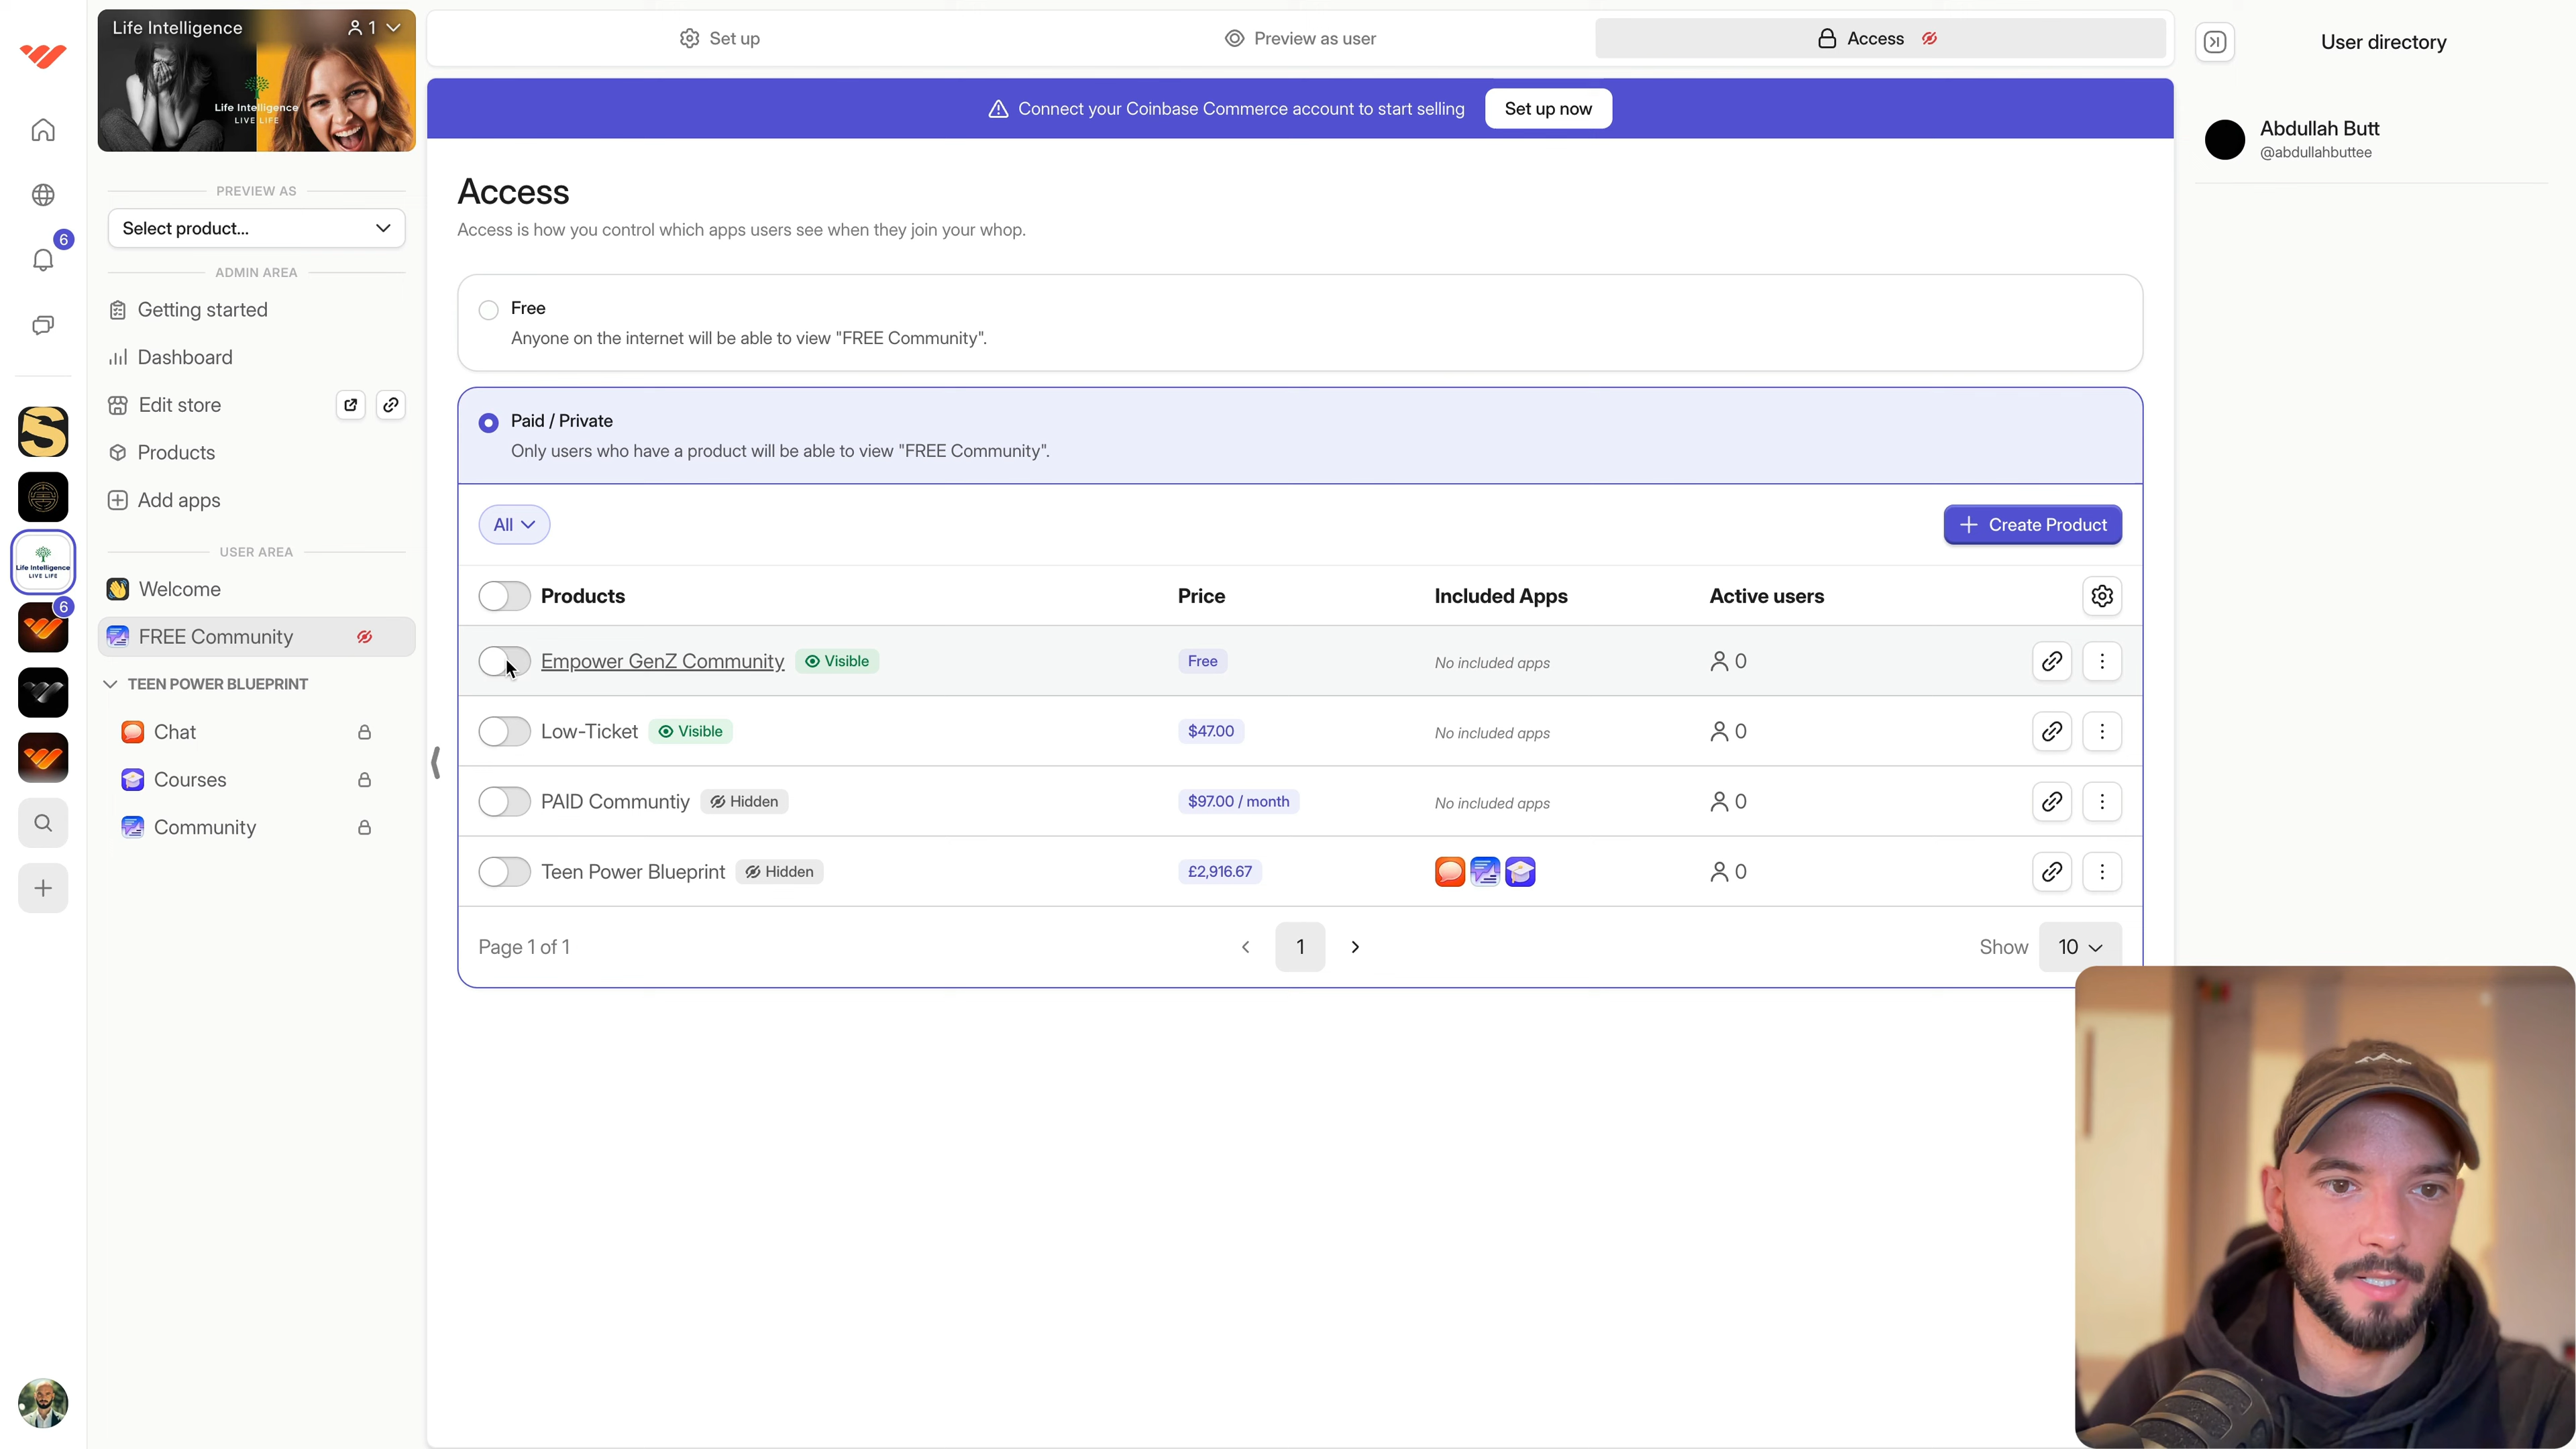 Life Intelligence
1
Life Intelligence
LIVE LIFE
Set up
Preview as user
Access
User directory
Connect your Coinbase Commerce account to start selling
Set up now
Abdullah Butt
@abdullahbuttee
PREVIEW AS
Select product...
ADMIN AREA
Getting started
Dashboard
Edit store
Products
Add apps
USER AREA
Welcome
FREE Community
TEEN POWER BLUEPRINT
Chat
Courses
Community
6
S
Life Intelligence
LIVE LIFE
6
Access
Access is how you control which apps users see when they join your whop.
Free
Anyone on the internet will be able to view "FREE Community".
Paid / Private
Only users who have a product will be able to view "FREE Community".
All
Create Product
Products Price Included Apps Active users
Empower GenZ Community Visible Free No included apps 0
Low-Ticket Visible $47.00 No included apps 0
PAID Communtiy Hidden $97.00 / month No included apps 0
Teen Power Blueprint Hidden £2,916.67 0
Page 1 of 1
1
Show 10